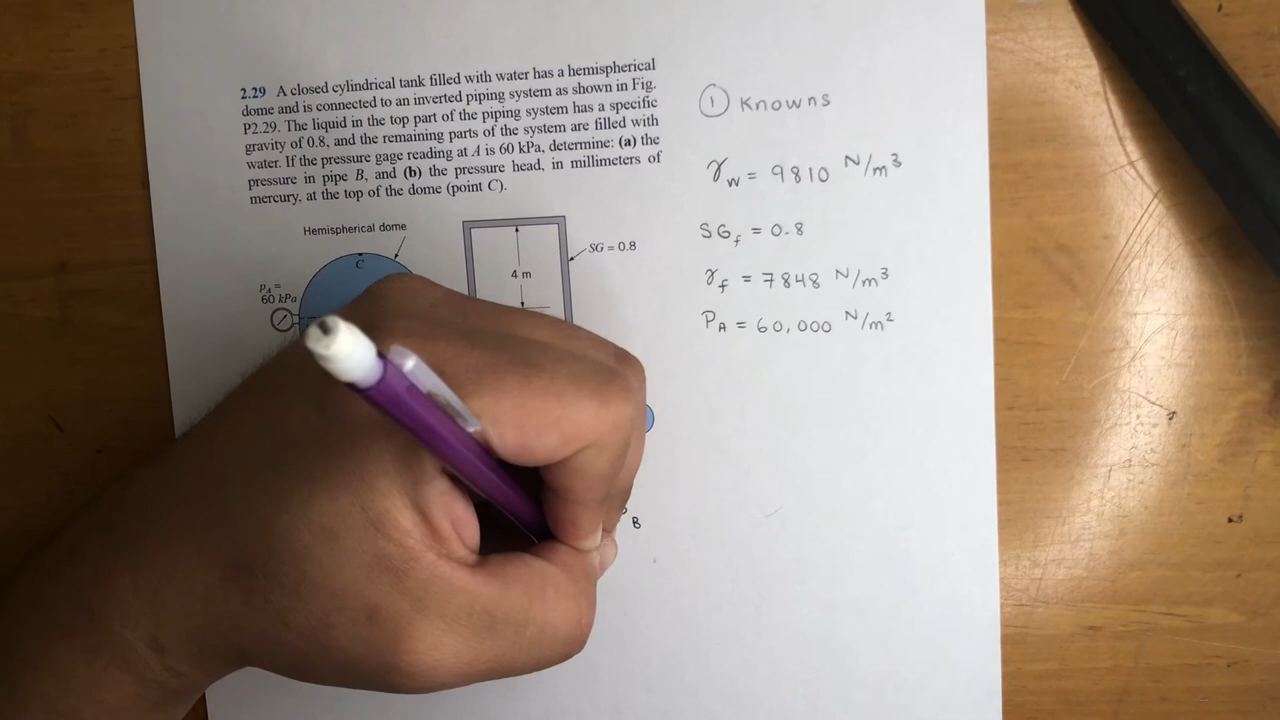 2.29 A closed cylindrical tank filled with water has a hemispherical
dome and is connected to an inverted piping system as shown in Fig.
P2.29. The liquid in the top part of the piping system has a specific
gravity of 0.8, and the remaining parts of the system are filled with
water. If the pressure gage reading at A is 60 kPa, determine: (a) the
pressure in pipe B, and (b) the pressure head, in millimeters of
mercury, at the top of the dome (point C).
Hemispherical dome
C
pA =
60 kPa
4 m
SG = 0.8
B
① Knowns
γw = 9810 N/m³
SGf = 0.8
γf = 7848 N/m³
PA = 60,000 N/m²